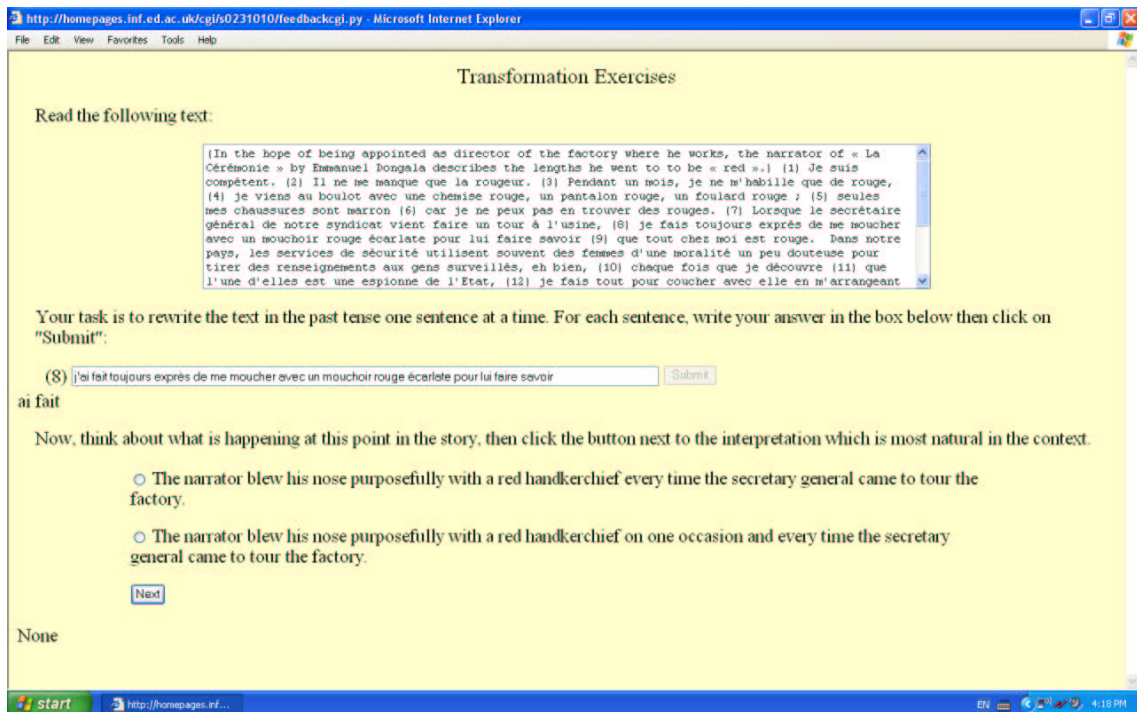 http://homepages.inf.ed.ac.uk/cgi/s0231010/feedbackcgi.py - Microsoft Internet Explorer
File Edit View Favorites Tools Help
Transformation Exercises
Read the following text:
(In the hope of being appointed as director of the factory where he works, the narrator of « La
Cérémonie » by Emmanuel Dongala describes the lengths he went to to be « red ».) (1) Je suis
compétent. (2) Il ne me manque que la rougeur. (3) Pendant un mois, je ne m'habille que de rouge,
(4) je viens au boulot avec une chemise rouge, un pantalon rouge, un foulard rouge ; (5) seules
mes chaussures sont marron (6) car je ne peux pas en trouver des rouges. (7) Lorsque le secrétaire
général de notre syndicat vient faire un tour à l'usine, (8) je fais toujours exprès de me moucher
avec un mouchoir rouge écarlate pour lui faire savoir (9) que tout chez moi est rouge. Dans notre
pays, les services de sécurité utilisent souvent des femmes d'une moralité un peu douteuse pour
tirer des renseignements aux gens surveillés, eh bien, (10) chaque fois que je découvre (11) que
l'une d'elles est une espionne de l'Etat, (12) je fais tout pour coucher avec elle en m'arrangeant
Your task is to rewrite the text in the past tense one sentence at a time. For each sentence, write your answer in the box below then click on
"Submit":
(8) j'ai fait toujours exprès de me moucher avec un mouchoir rouge écarlate pour lui faire savoir Submit
ai fait
Now, think about what is happening at this point in the story, then click the button next to the interpretation which is most natural in the context.
The narrator blew his nose purposefully with a red handkerchief every time the secretary general came to tour the
factory.
The narrator blew his nose purposefully with a red handkerchief on one occasion and every time the secretary
general came to tour the factory.
Next
None
start http://homepages.inf... EN 4:18 PM